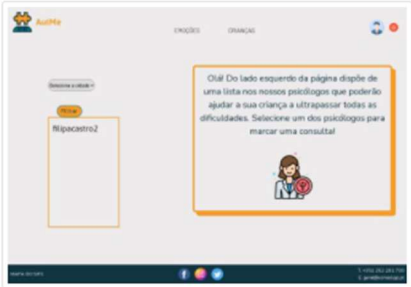 AutMe
EMOÇÕES
CRIANÇAS
Selecione a cidade
Filtrar
filipacastro2
Olá! Do lado esquerdo da página dispõe de
uma lista nos nossos psicólogos que poderão
ajudar a sua criança a ultrapassar todas as
dificuldades. Selecione um dos psicólogos para
marcar uma consulta!